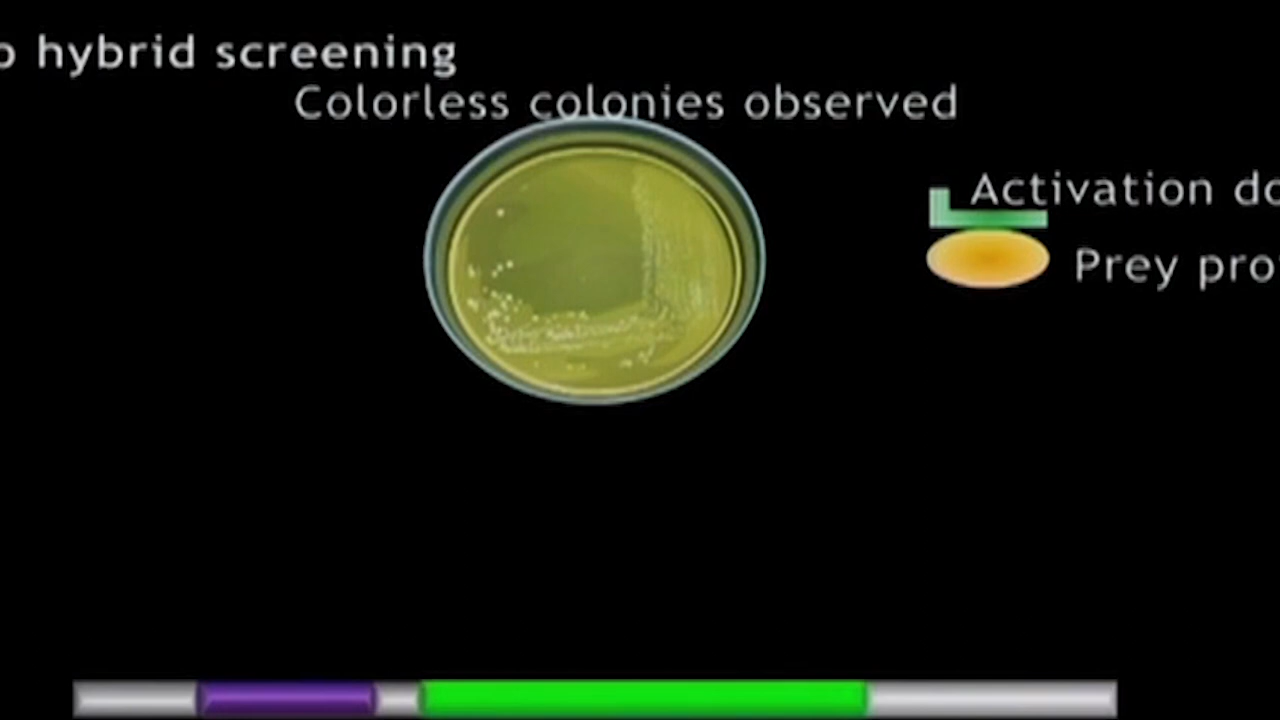 hybrid screening
Colorless colonies observed
Activation
Prey